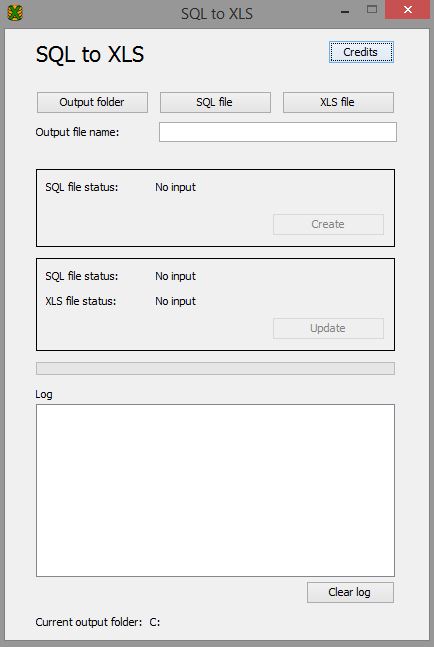 SQL to XLS
SQL to XLS
Credits
Output folder
SQL file
XLS file
Output file name:
SQL file status: No input
Create
SQL file status: No input
XLS file status: No input
Update
Log
Clear log
Current output folder: C: